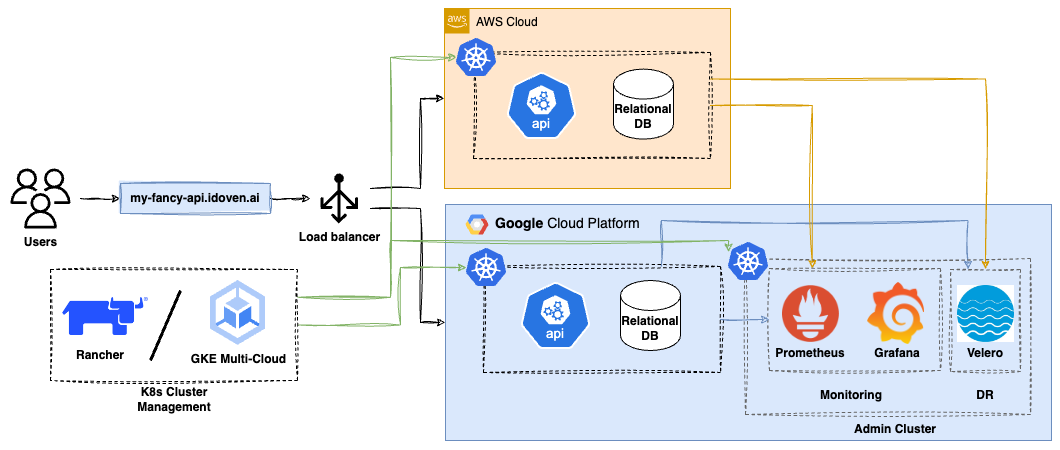 aws
AWS Cloud
api
Relational
DB
my-fancy-api.idoven.ai
Users
Load balancer
Google Cloud Platform
Rancher
GKE Multi-Cloud
K8s Cluster
Management
api
Relational
DB
Prometheus
Grafana
Velero
Monitoring
DR
Admin Cluster